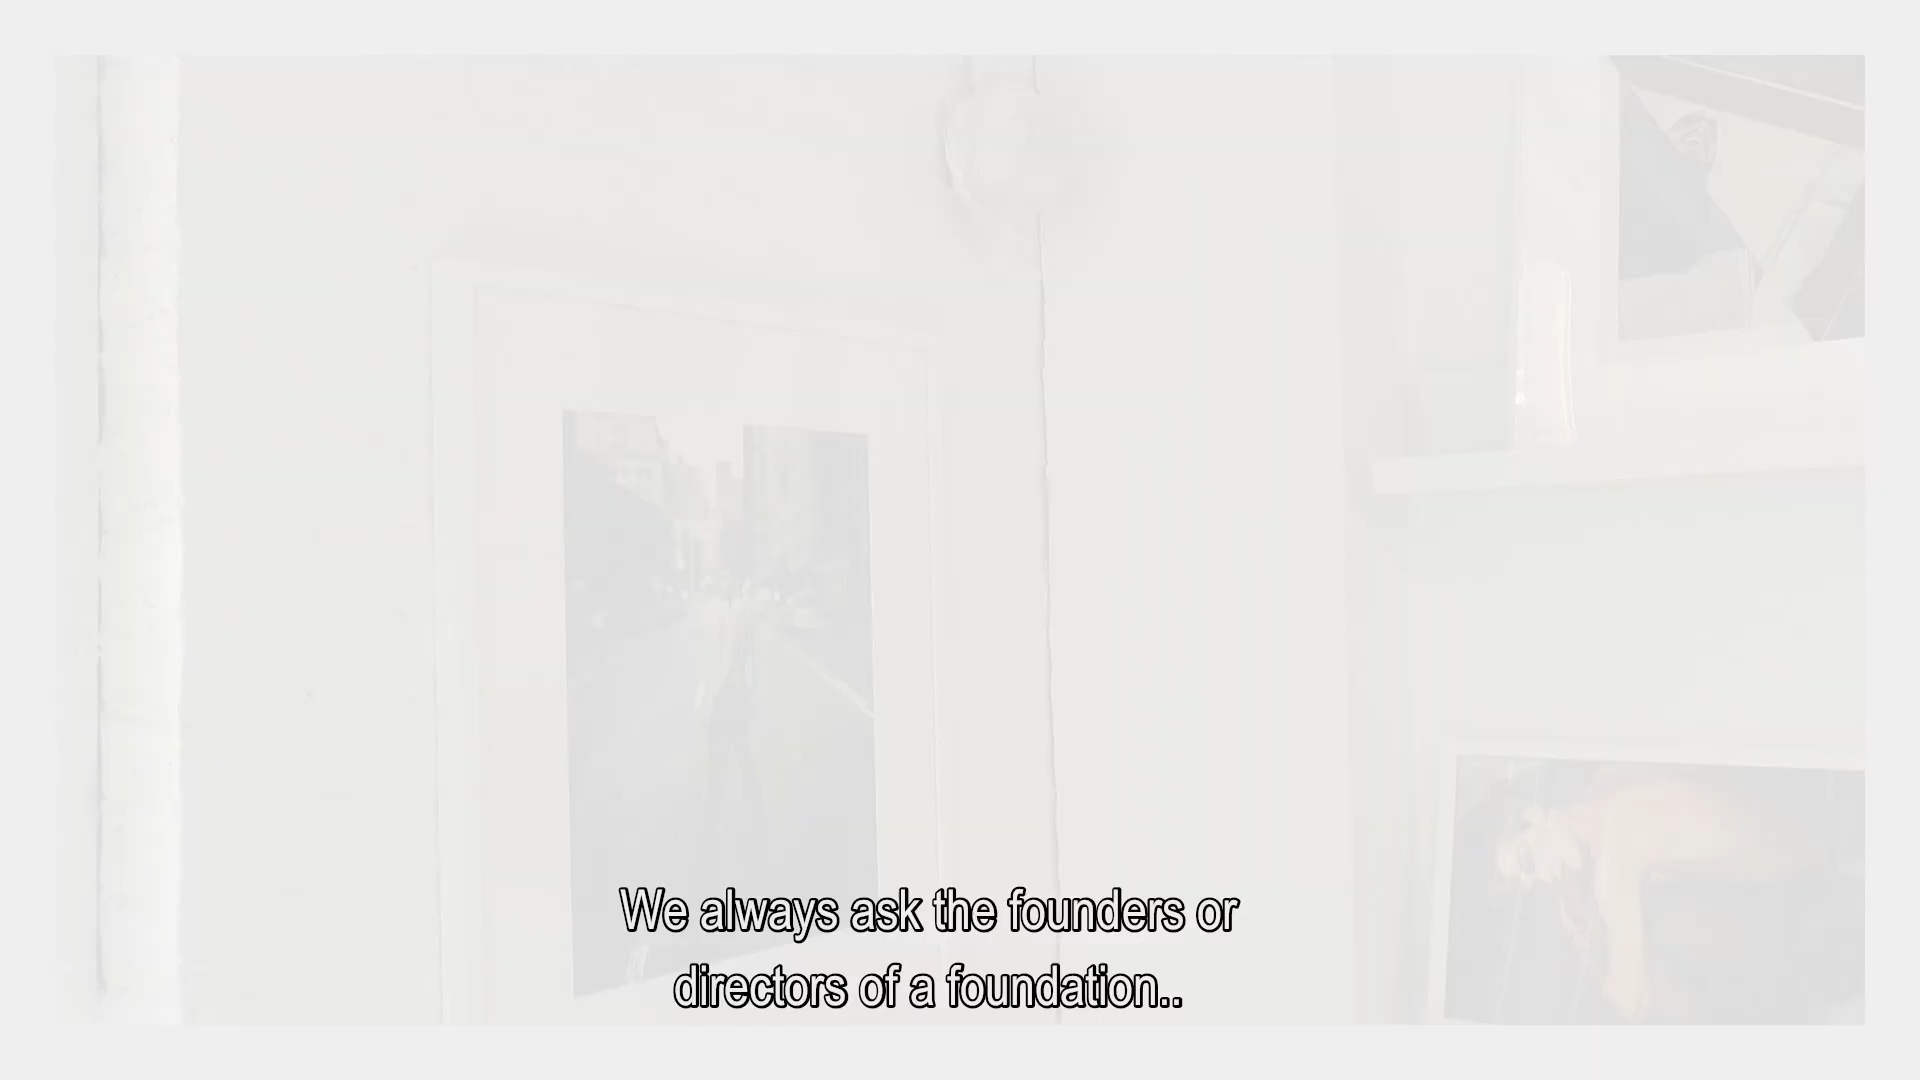 We always ask the founders or
directors of a foundation..